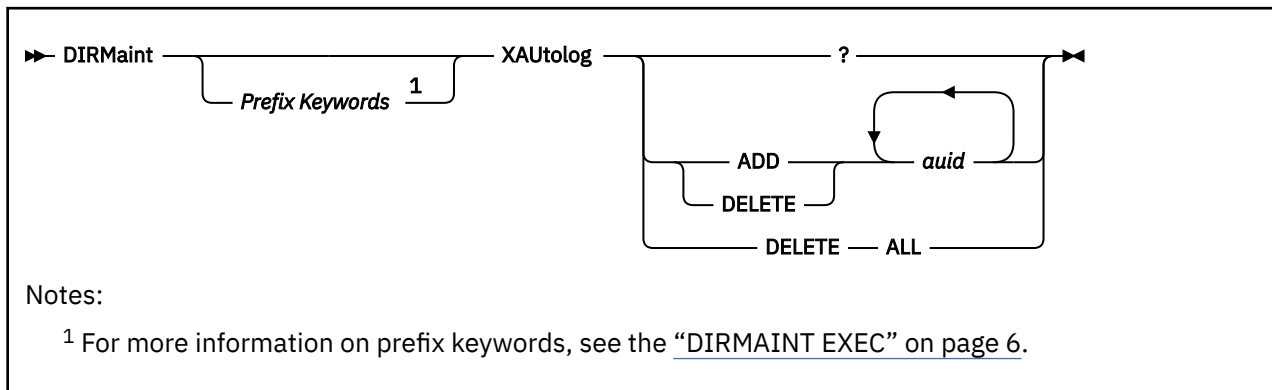 DIRMaint Prefix Keywords 1 XAUtolog ?
ADD auid
DELETE
DELETE ALL
Notes:
1 For more information on prefix keywords, see the “DIRMAINT EXEC” on page 6.